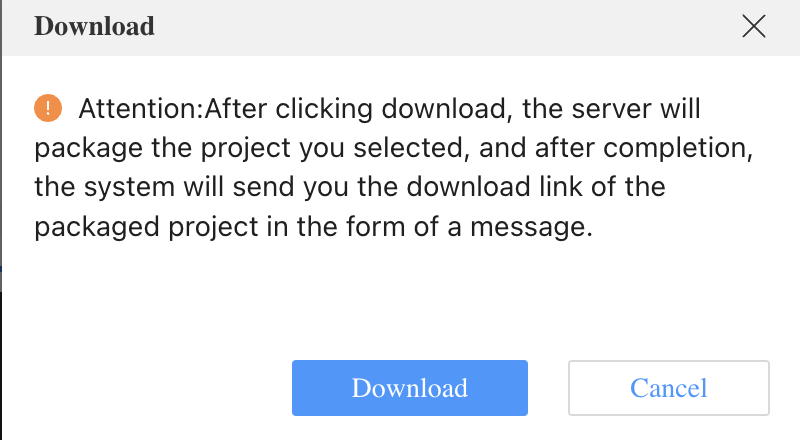 Download
Attention:After clicking download, the server will
package the project you selected, and after completion,
the system will send you the download link of the
packaged project in the form of a message.
Download
Cancel